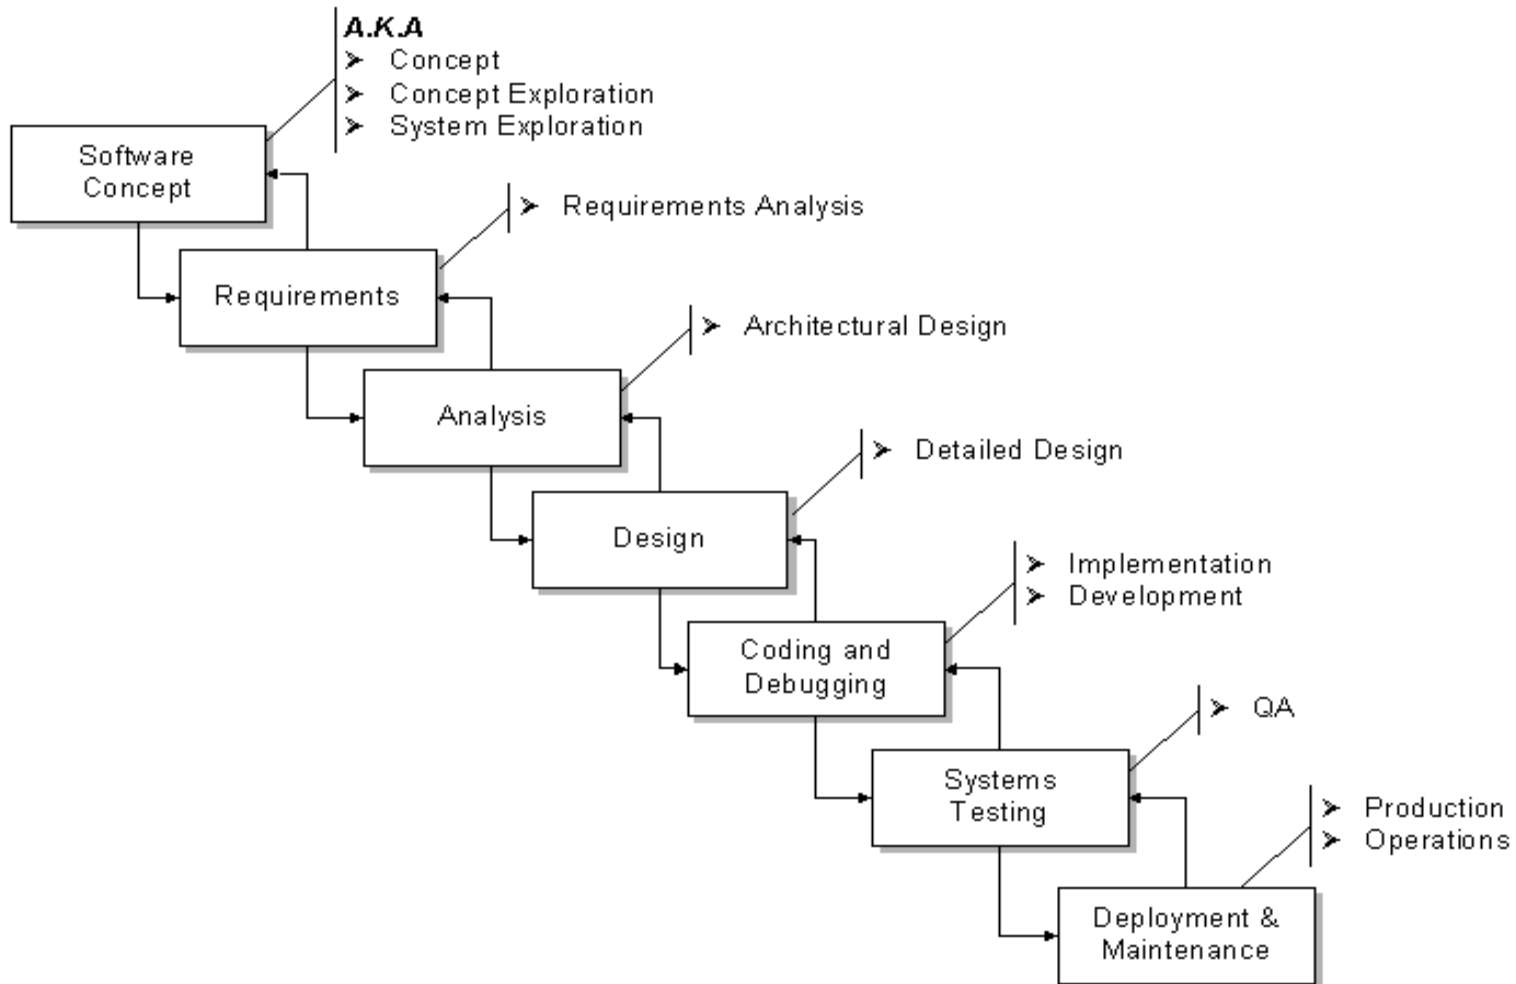 A.K.A
➢ Concept
➢ Concept Exploration
➢ System Exploration
Software
Concept
➢ Requirements Analysis
Requirements
➢ Architectural Design
Analysis
➢ Detailed Design
Design
➢ Implementation
➢ Development
Coding and
Debugging
➢ QA
Systems
Testing
➢ Production
➢ Operations
Deployment &
Maintenance